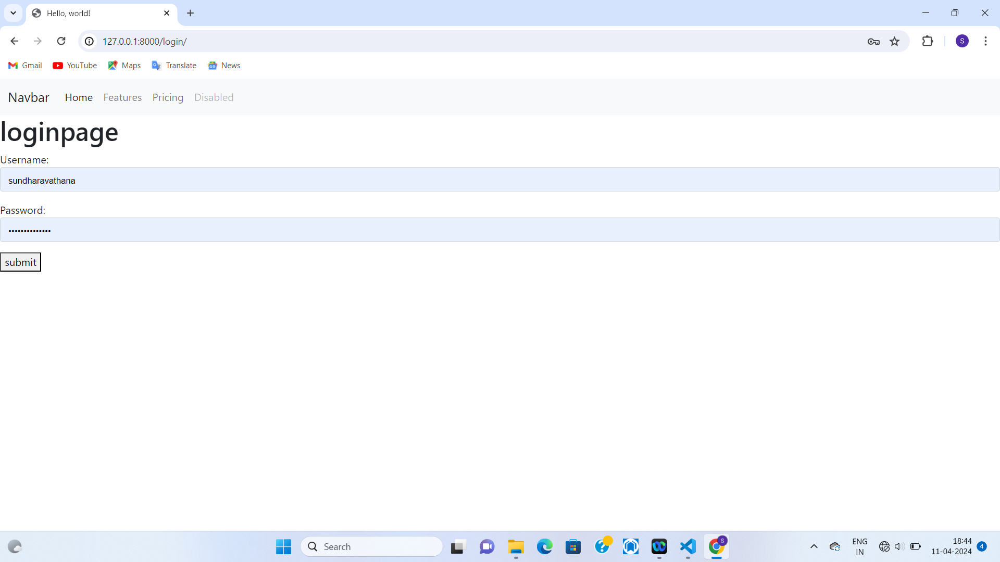 Hello, world!
127.0.0.1:8000/login/
S
Gmail YouTube Maps Translate News
Navbar Home Features Pricing Disabled
loginpage
Username:
sundharavathana
Password:
••••••••••••••
submit
Search
S
ENG
IN
18:44
11-04-2024
4